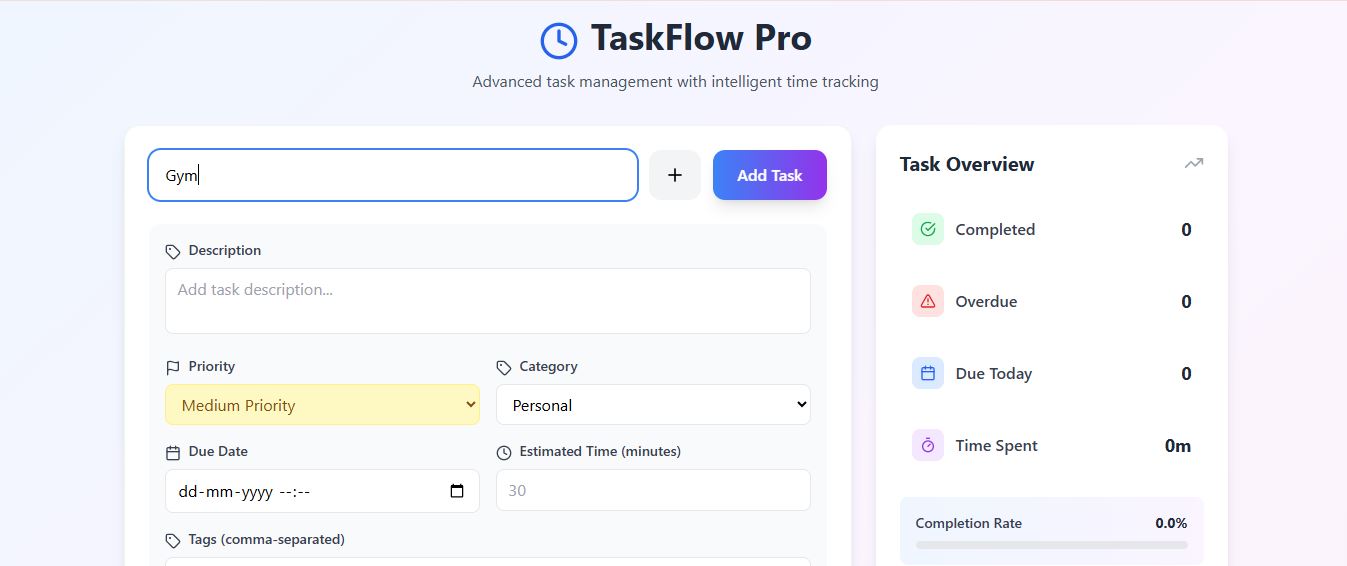 TaskFlow Pro
Advanced task management with intelligent time tracking
Gym
+
Add Task
Description
Add task description...
Priority
Category
Medium Priority
Personal
Due Date
Estimated Time (minutes)
dd-mm-yyyy --:--
30
Tags (comma-separated)
Task Overview
Completed 0
Overdue 0
Due Today 0
Time Spent 0m
Completion Rate 0.0%